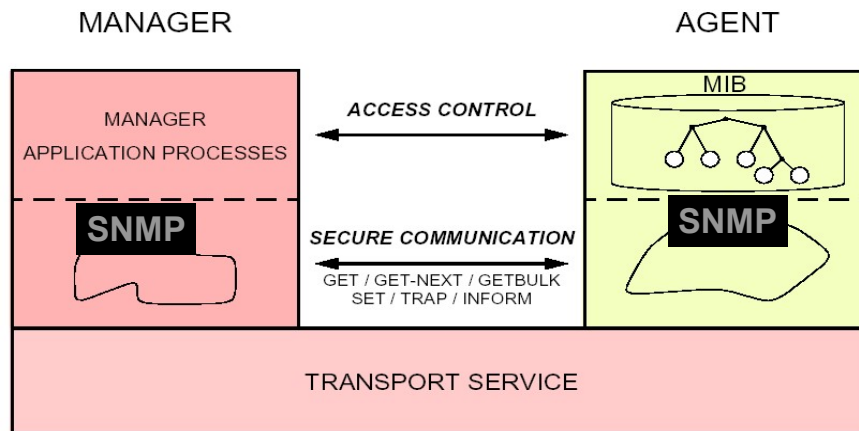 MANAGER
AGENT
MANAGER
APPLICATION PROCESSES
ACCESS CONTROL
MIB
SNMP
SECURE COMMUNICATION
GET / GET-NEXT / GETBULK
SET / TRAP / INFORM
SNMP
TRANSPORT SERVICE